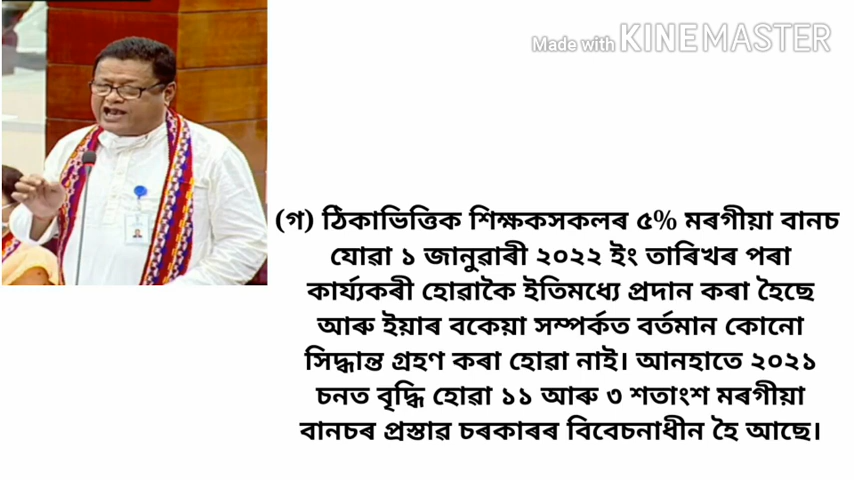 Made with KINEMASTER
(গ) ঠিকাভিত্তিক শিক্ষকসকলৰ ৫% মৰগীয়া বানচ
যোৱা ১ জানুৱাৰী ২০২২ ইং তাৰিখৰ পৰা
কাৰ্য্যকৰী হোৱাকৈ ইতিমধ্যে প্ৰদান কৰা হৈছে
আৰু ইয়াৰ বকেয়া সম্পৰ্কত বৰ্তমান কোনো
সিদ্ধান্ত গ্ৰহণ কৰা হোৱা নাই। আনহাতে ২০২১
চনত বৃদ্ধি হোৱা ১১ আৰু ৩ শতাংশ মৰগীয়া
বানচৰ প্ৰস্তাৱ চৰকাৰৰ বিবেচনাধীন হৈ আছে।